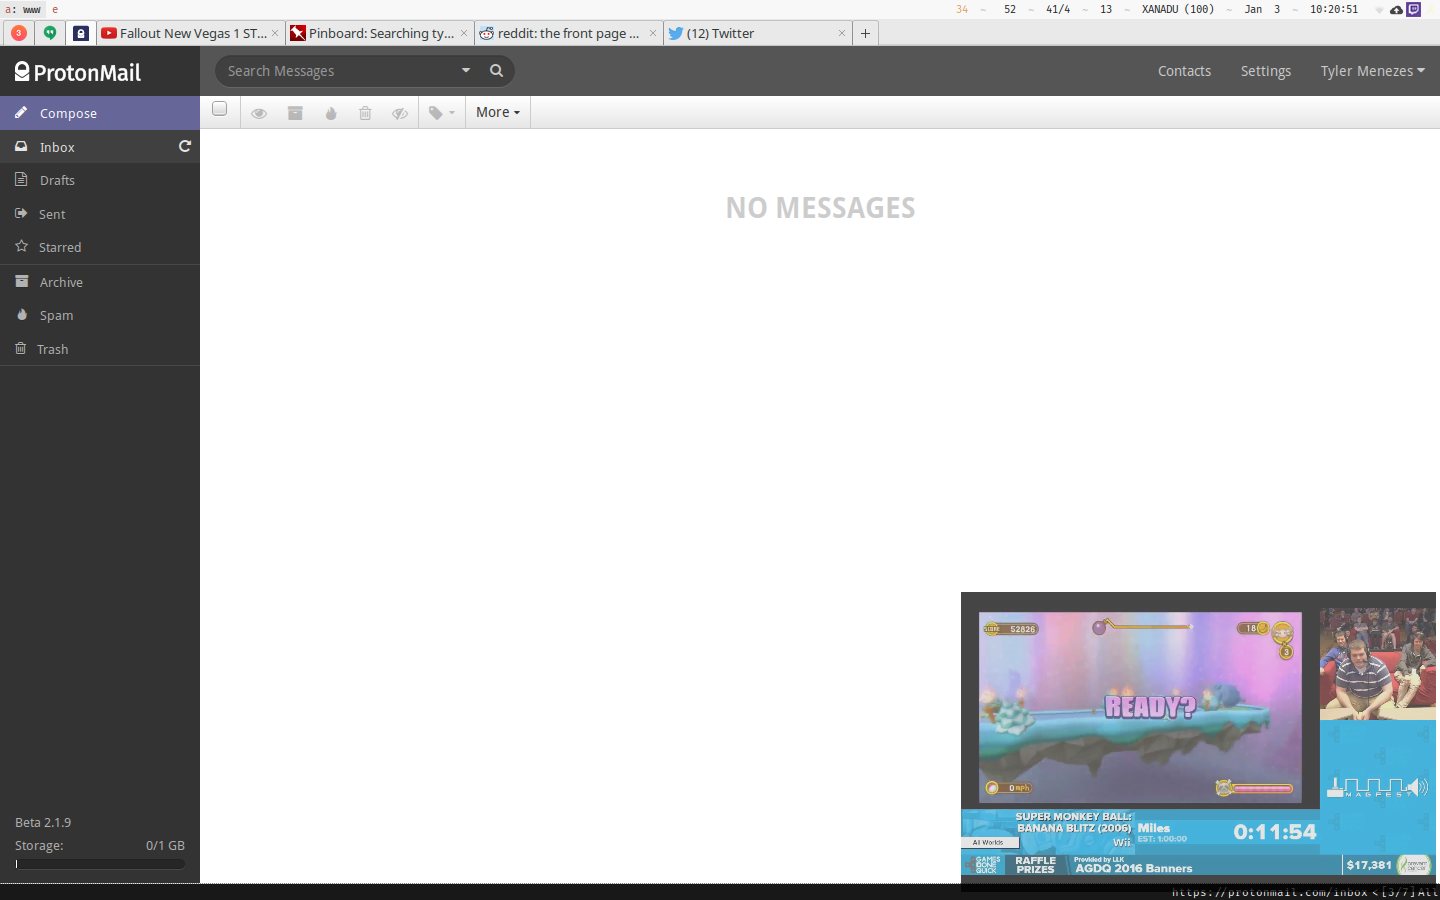 a: www e
34 ~ 52 ~ 41/4 ~ 13 ~ XANADU (100) ~ Jan 3 ~ 10:20:51
3
Fallout New Vegas 1 ST... ×
Pinboard: Searching ty... ×
reddit: the front page ... ×
(12) Twitter ×
+
ProtonMail
Search Messages
Contacts Settings Tyler Menezes
Compose
More
Inbox
Drafts
Sent
Starred
Archive
Spam
Trash
NO MESSAGES
Beta 2.1.9
Storage: 0/1 GB
SCORE 52826
18
3
READY?
0 mph
MAGFEST
SUPER MONKEY BALL:
BANANA BLITZ (2006)
Wii
All Worlds
Miles
EST: 1:00:00
0:11:54
GAMES
DONE
QUICK
RAFFLE
PRIZES
Provided by LLK
AGDQ 2016 Banners
$17,381
prevent
cancer
https://protonmail.com/inbox <[3/7]All